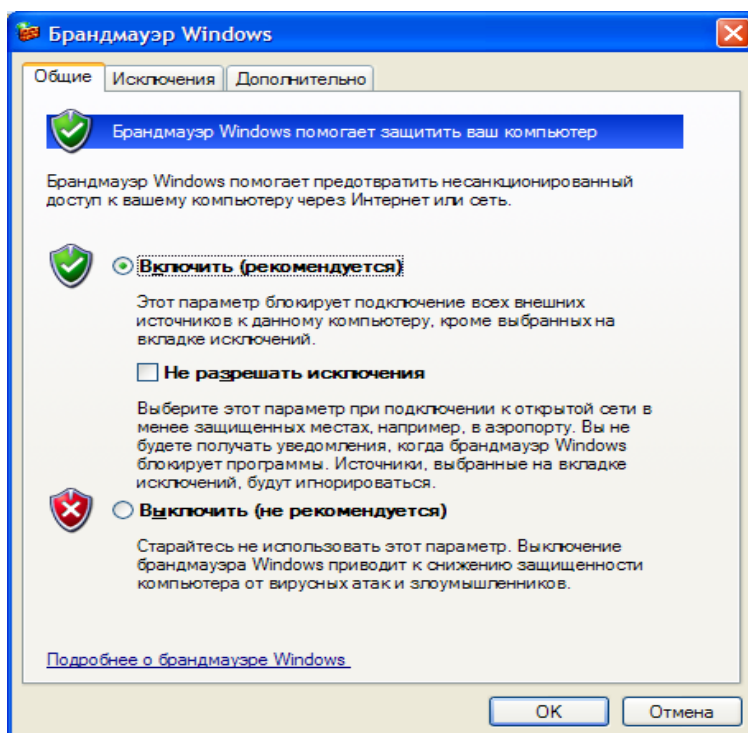 Брандмауэр Windows
Общие Исключения Дополнительно
Брандмауэр Windows помогает защитить ваш компьютер
Брандмауэр Windows помогает предотвратить несанкционированный
доступ к вашему компьютеру через Интернет или сеть.
Включить (рекомендуется)
Этот параметр блокирует подключение всех внешних
источников к данному компьютеру, кроме выбранных на
вкладке исключений.
Не разрешать исключения
Выберите этот параметр при подключении к открытой сети в
менее защищенных местах, например, в аэропорту. Вы не
будете получать уведомления, когда брандмауэр Windows
блокирует программы. Источники, выбранные на вкладке
исключений, будут игнорироваться.
Выключить (не рекомендуется)
Старайтесь не использовать этот параметр. Выключение
брандмауэра Windows приводит к снижению защищенности
компьютера от вирусных атак и злоумышленников.
Подробнее о брандмауэре Windows
OK Отмена